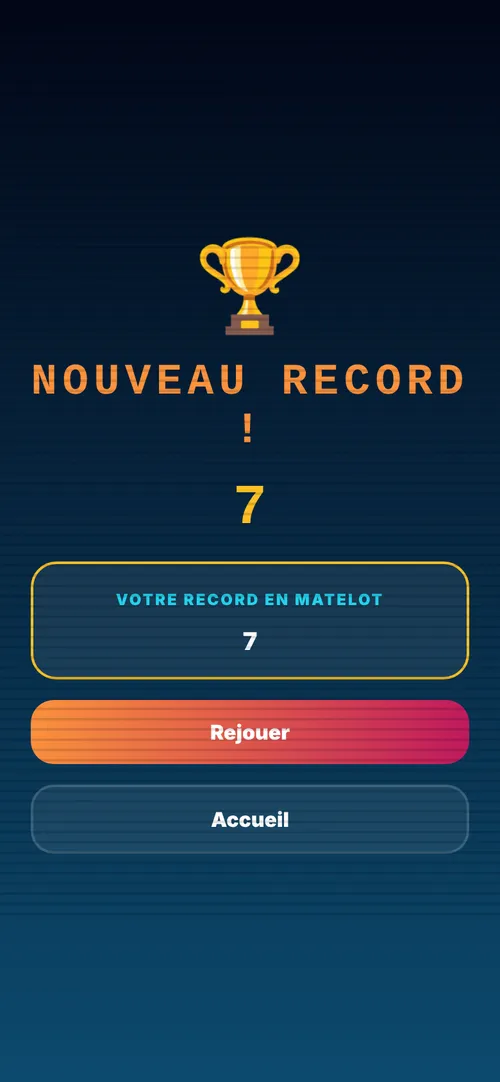 NOUVEAU RECORD
!
7
VOTRE RECORD EN MATELOT
7
Rejouer
Accueil